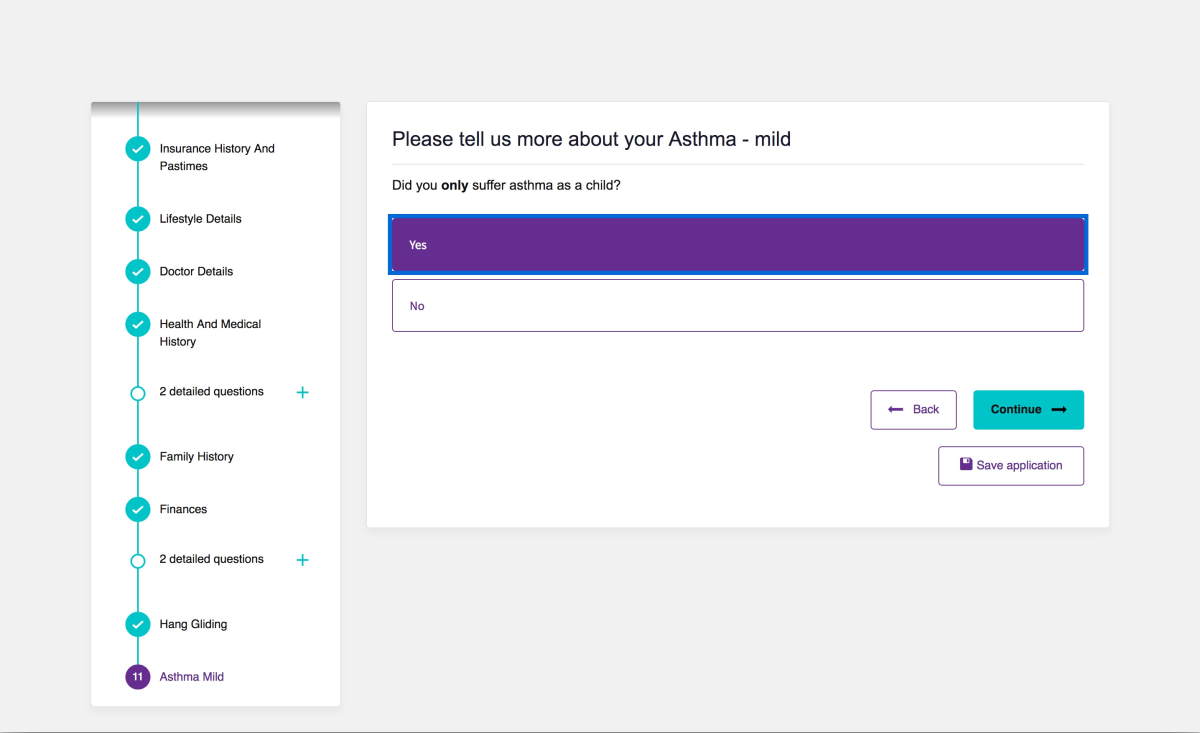 Insurance History And
Pastimes
Lifestyle Details
Doctor Details
Health And Medical
History
2 detailed questions +
Family History
Finances
2 detailed questions +
Hang Gliding
11 Asthma Mild
Please tell us more about your Asthma - mild
Did you only suffer asthma as a child?
Yes
No
Back
Continue
Save application